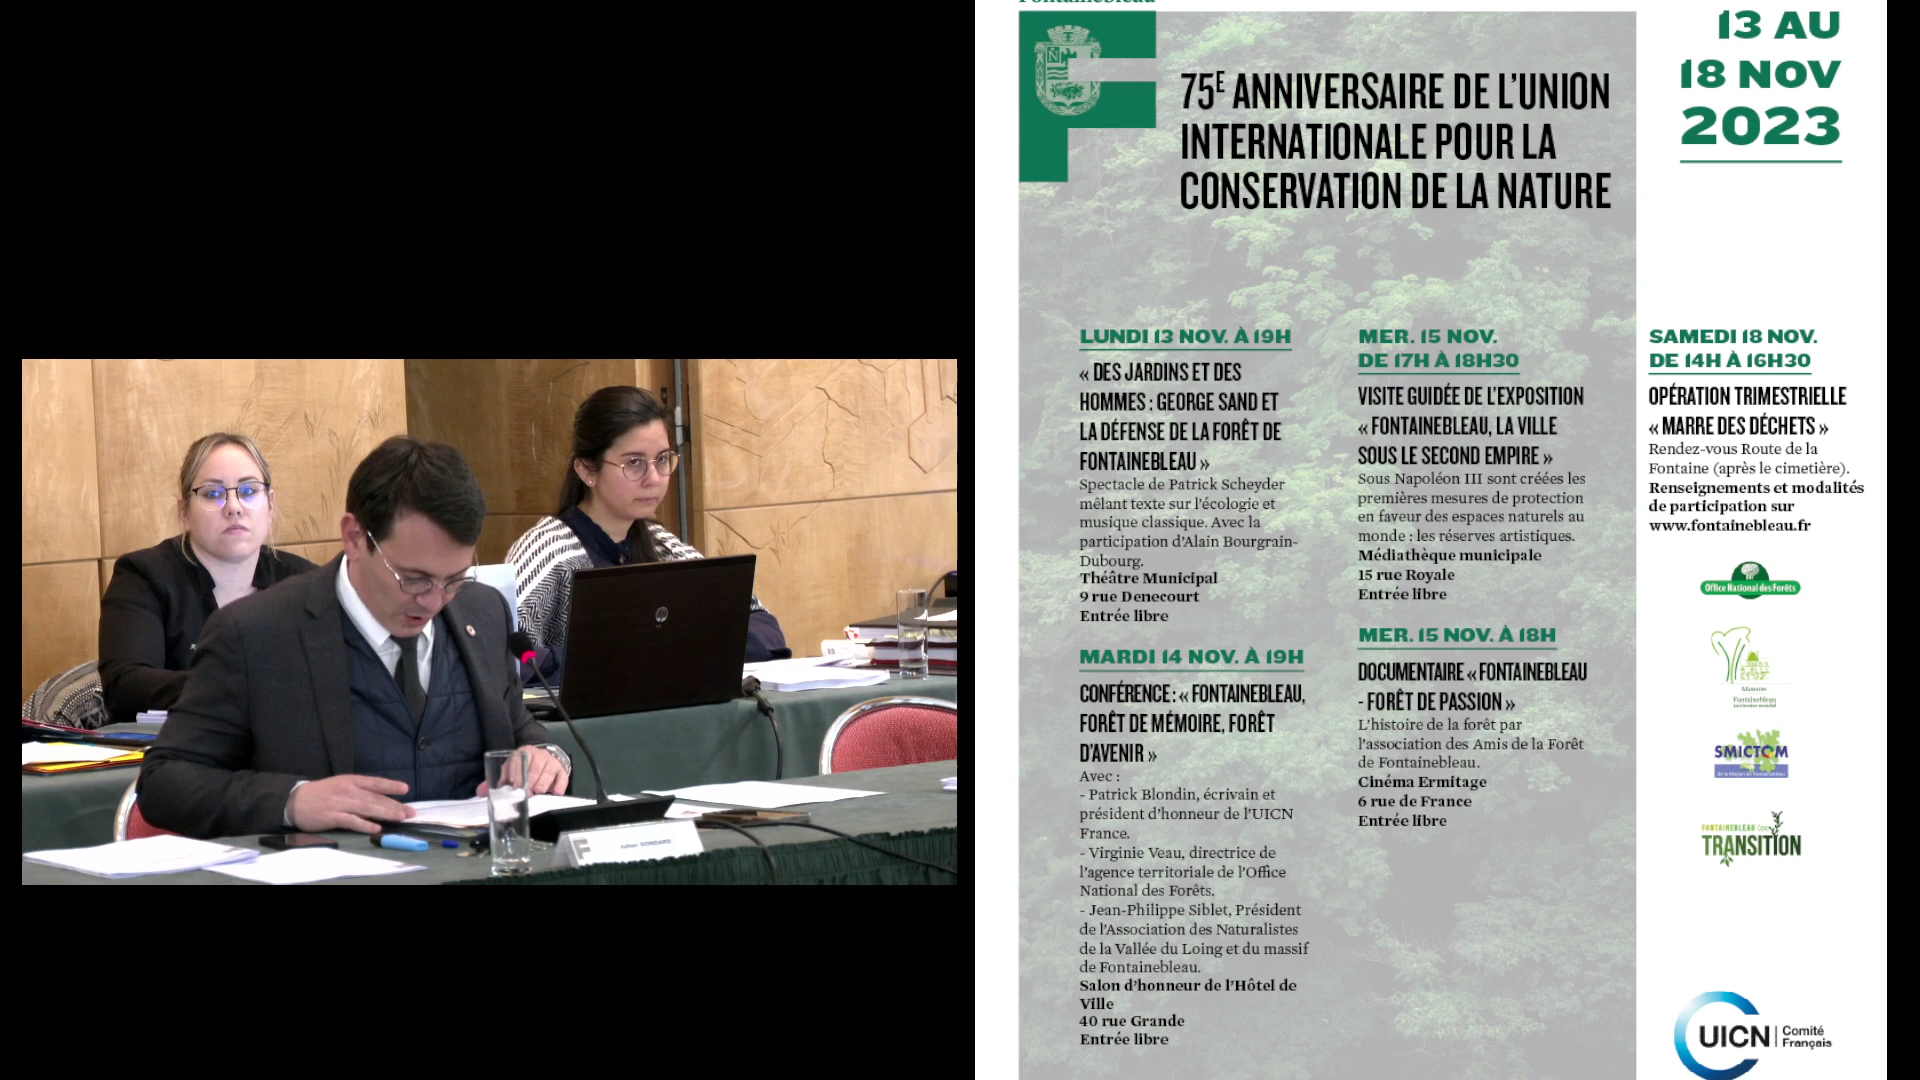 13 AU
18 NOV
2023
75E ANNIVERSAIRE DE L'UNION
INTERNATIONALE POUR LA
CONSERVATION DE LA NATURE
LUNDI 13 NOV. À 19H
« DES JARDINS ET DES
HOMMES : GEORGE SAND ET
LA DÉFENSE DE LA FORÊT DE
FONTAINEBLEAU »
Spectacle de Patrick Scheyder
mêlant texte sur l'écologie et
musique classique. Avec la
participation d'Alain Bourgrain-
Dubourg.
Théâtre Municipal
9 rue Denecourt
Entrée libre
MARDI 14 NOV. À 19H
CONFÉRENCE : « FONTAINEBLEAU,
FORÊT DE MÉMOIRE, FORÊT
D'AVENIR »
Avec :
- Patrick Blondin, écrivain et
président d'honneur de l'UICN
France.
- Virginie Veau, directrice de
l'agence territoriale de l'Office
National des Forêts.
- Jean-Philippe Siblet, Président
de l'Association des Naturalistes
de la Vallée du Loing et du massif
de Fontainebleau.
Salon d'honneur de l'Hôtel de
Ville
40 rue Grande
Entrée libre
MER. 15 NOV.
DE 17H À 18H30
VISITE GUIDÉE DE L'EXPOSITION
« FONTAINEBLEAU, LA VILLE
SOUS LE SECOND EMPIRE »
Sous Napoléon III sont créées les
premières mesures de protection
en faveur des espaces naturels au
monde : les réserves artistiques.
Médiathèque municipale
15 rue Royale
Entrée libre
MER. 15 NOV. À 18H
DOCUMENTAIRE « FONTAINEBLEAU
- FORÊT DE PASSION »
L'histoire de la forêt par
l'association des Amis de la Forêt
de Fontainebleau.
Cinéma Ermitage
6 rue de France
Entrée libre
SAMEDI 18 NOV.
DE 14H À 16H30
OPÉRATION TRIMESTRIELLE
« MARRE DES DÉCHETS »
Rendez-vous Route de la
Fontaine (après le cimetière).
Renseignements et modalités
de participation sur
www.fontainebleau.fr
Office National des Forêts
SMICTOM
de la Région de Fontainebleau
FONTAINEBLEAU
TRANSITION
UICN
Comité
Français
Julien GONDARD